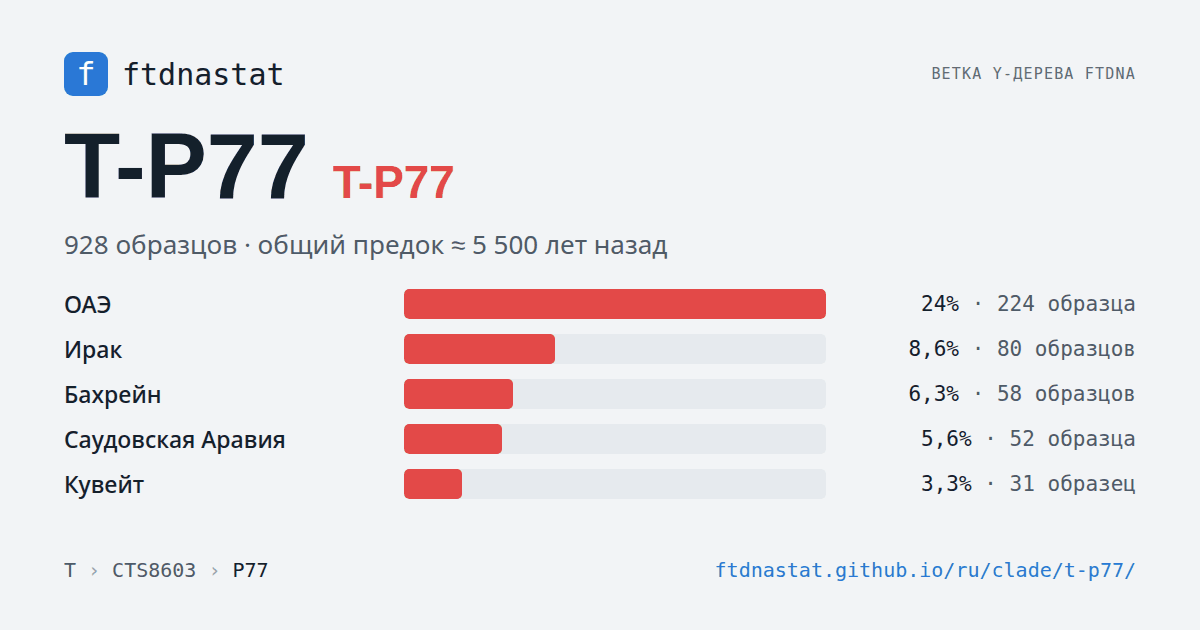 f ftdnastat
ВЕТКА Y-ДЕРЕВА FTDNA
T-P77 T-P77
928 образцов · общий предок ≈ 5 500 лет назад
ОАЭ 24% · 224 образца
Ирак 8,6% · 80 образцов
Бахрейн 6,3% · 58 образцов
Саудовская Аравия 5,6% · 52 образца
Кувейт 3,3% · 31 образец
T › CTS8603 › P77
ftdnastat.github.io/ru/clade/t-p77/